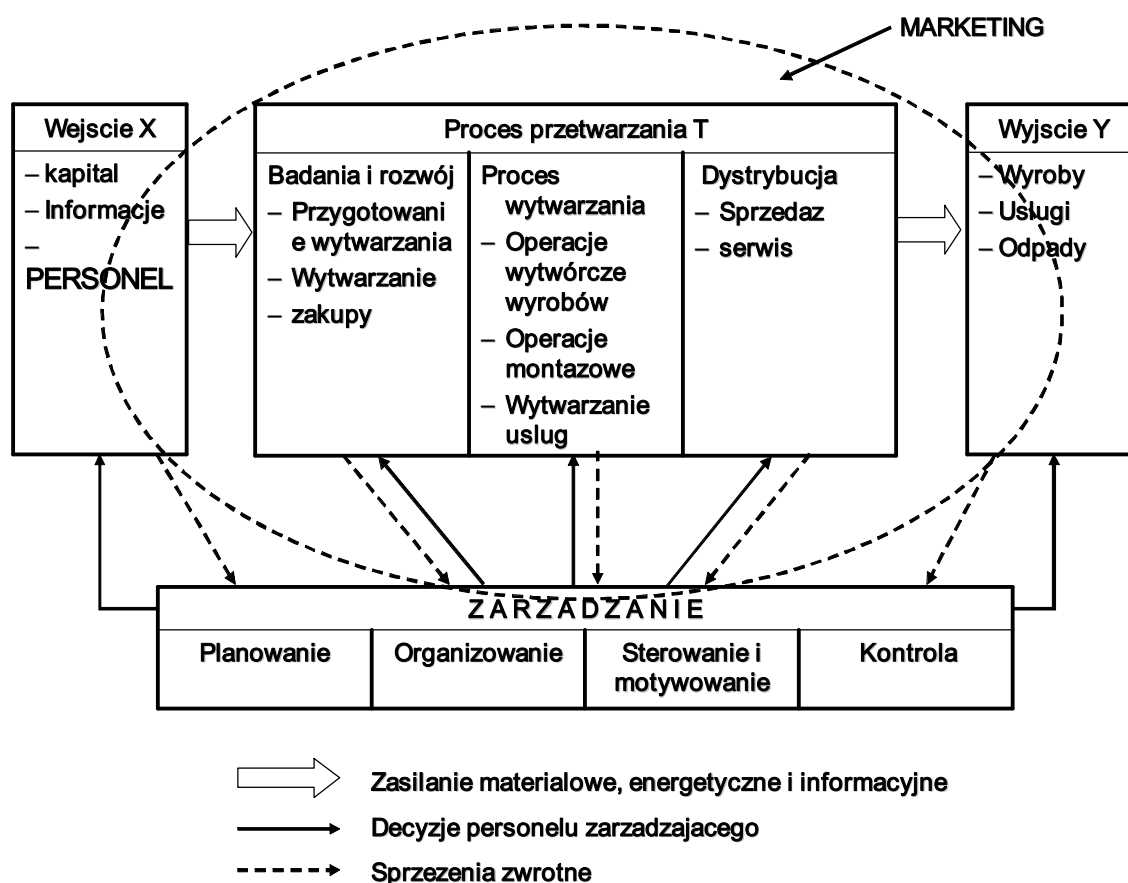 MARKETING
Wejscie X
– kapital
– Informacje
–
PERSONEL
Proces przetwarzania T
Badania i rozwój
– Przygotowani
e wytwarzania
– Wytwarzanie
– zakupy
Proces
wytwarzania
– Operacje
wytwórcze
wyrobów
– Operacje
montazowe
– Wytwarzanie
uslug
Dystrybucja
– Sprzedaz
– serwis
Wyjscie Y
– Wyroby
– Uslugi
– Odpady
ZARZADZANIE
Planowanie
Organizowanie
Sterowanie i
motywowanie
Kontrola
Zasilanie materialowe, energetyczne i informacyjne
Decyzje personelu zarzadzajacego
Sprzezenia zwrotne